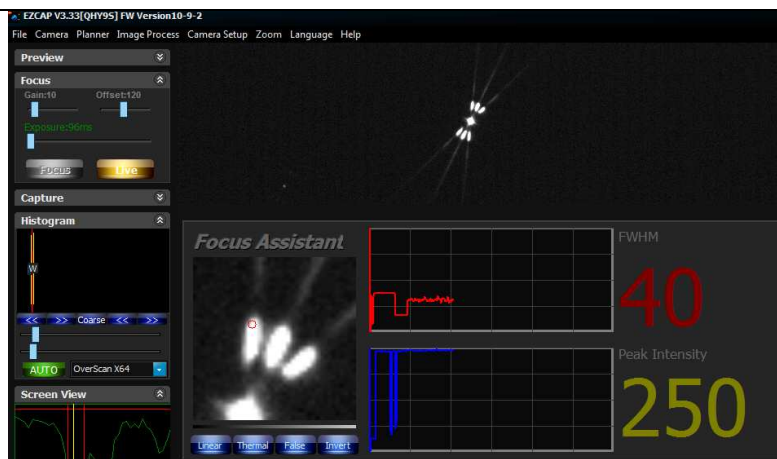 EZCAP V3.33[QHY9S] FW Version10-9-2
File Camera Planner Image Process Camera Setup Zoom Language Help
Preview
Focus
Gain:10 Offset:120
Exposure:96ms
Focus Live
Capture
Histogram
W
<< >> Coarse << >>
AUTO OverScan X64
Screen View
Focus Assistant
Linear Thermal False Invert
FWHM
40
Peak Intensity
250